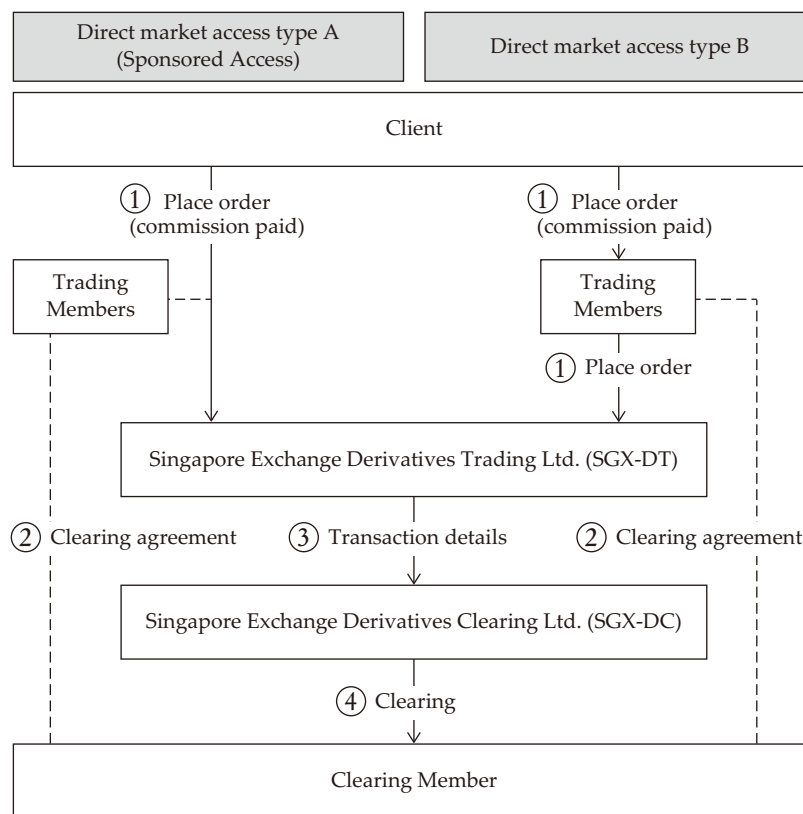 Direct market access type A
(Sponsored Access)
Direct market access type B
Client
① Place order
(commission paid)
① Place order
(commission paid)
Trading
Members
Trading
Members
① Place order
Singapore Exchange Derivatives Trading Ltd. (SGX-DT)
② Clearing agreement
③ Transaction details
② Clearing agreement
Singapore Exchange Derivatives Clearing Ltd. (SGX-DC)
④ Clearing
Clearing Member